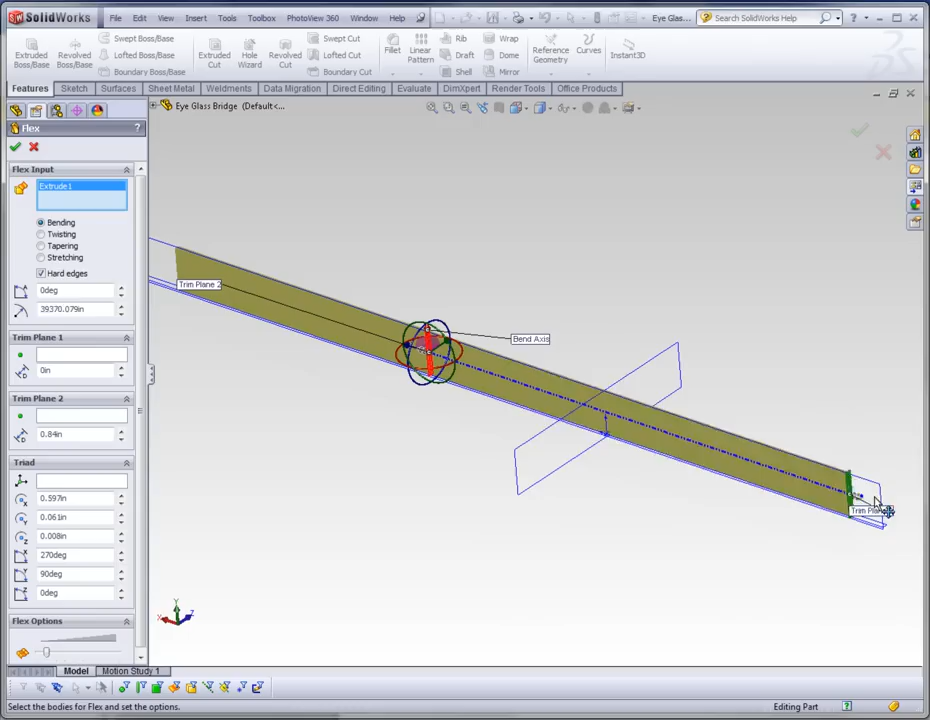 SolidWorks File Edit View Insert Tools Toolbox PhotoView 360 Window Help Eye Glas... Search SolidWorks Help
Extruded Boss/Base Revolved Boss/Base Swept Boss/Base Lofted Boss/Base Boundary Boss/Base Extruded Cut Hole Wizard Revolved Cut Swept Cut Lofted Cut Boundary Cut Fillet Linear Pattern Rib Draft Shell Wrap Dome Mirror Reference Geometry Curves Instant3D
Features Sketch Surfaces Sheet Metal Weldments Data Migration Direct Editing Evaluate DimXpert Render Tools Office Products
Eye Glass Bridge (Default<...
Flex ?
Flex Input
Extrude1
Bending
Twisting
Tapering
Stretching
Hard edges
0deg
39370.079in
Trim Plane 1
0in
Trim Plane 2
0.84in
Triad
0.597in
0.061in
0.008in
270deg
90deg
0deg
Flex Options
Trim Plane 2
Bend Axis
Y
X
Z
Model Motion Study 1
Select the bodies for Flex and set the options. Editing Part